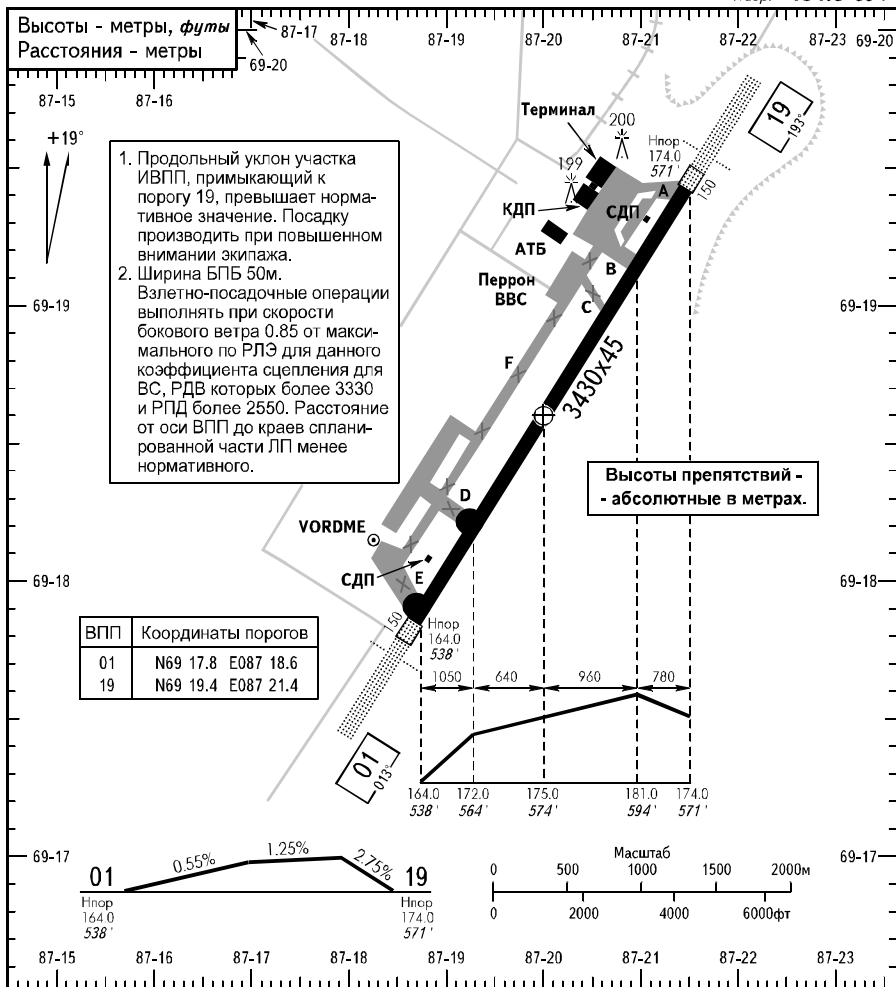 Высоты - метры, футы
Расстояния - метры
87-17
69-20
87-18
87-19
87-20
87-21
87-22
87-23
69-20
87-15
87-16
+19°
1. Продольный уклон участка
ИВПП, примыкающий к
порогу 19, превышает норма-
тивное значение. Посадку
производить при повышенном
внимании экипажа.
2. Ширина БПБ 50м.
Взлетно-посадочные операции
выполнять при скорости
бокового ветра 0.85 от макси-
мального по РЛЭ для данного
коэффициента сцепления для
ВС, РДВ которых более 3330
и РПД более 2550. Расстояние
от оси ВПП до краев сплани-
рованной части ЛП менее
нормативного.
Терминал
200
199
КДП
АТБ
СДП
Hпор
174.0
571'
19
193°
150
A
B
C
Перрон
ВВС
F
3430x45
69-19
69-19
Высоты препятствий -
- абсолютные в метрах.
D
VORDME
СДП
E
69-18
69-18
150
Hпор
164.0
538'
ВПП Координаты порогов
01 N69 17.8 E087 18.6
19 N69 19.4 E087 21.4
01
013°
1050 640 960 780
164.0 172.0 175.0 181.0 174.0
538' 564' 574' 594' 571'
69-17
69-17
0.55% 1.25% 2.75%
01 19
Hпор Hпор
164.0 174.0
538' 571'
Масштаб
0 500 1000 1500 2000м
0 2000 4000 6000фт
87-15 87-16 87-18 87-19 87-20 87-21 87-22 87-23